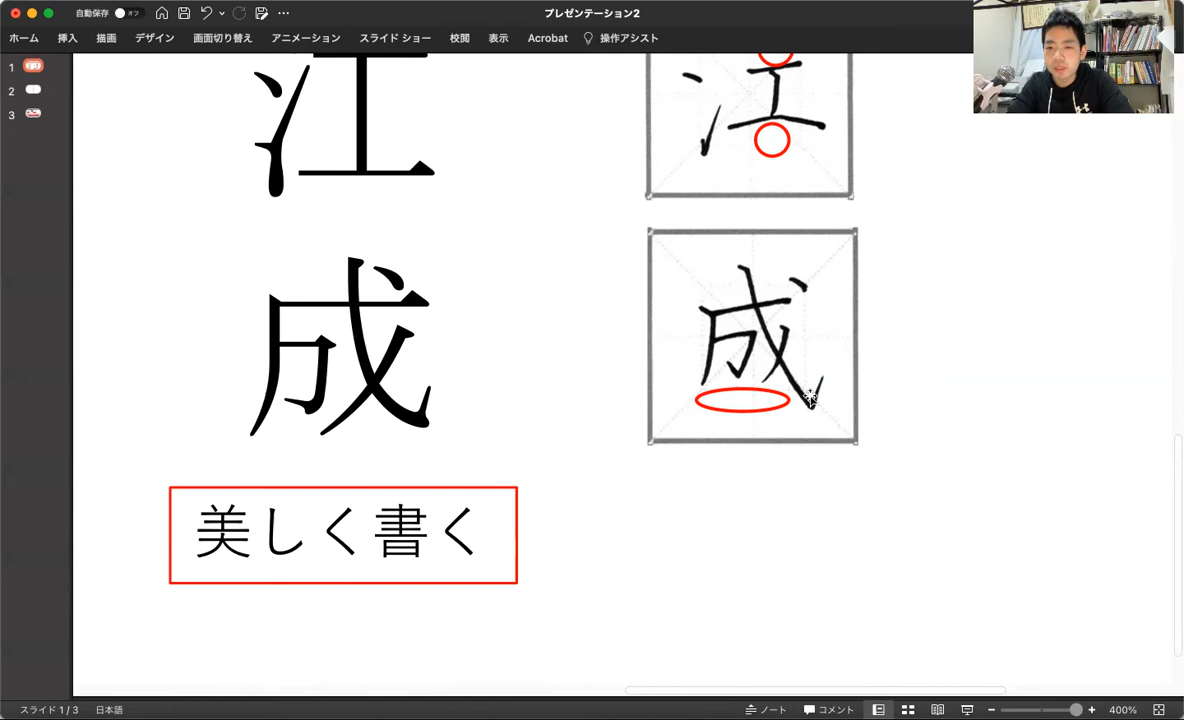 自動保存 オフ プレゼンテーション2
ホーム 挿入 描画 デザイン 画面切り替え アニメーション スライド ショー 校閲 表示 Acrobat 操作アシスト
1
2
3
江 江
成 成
美しく書く
スライド 1 / 3 日本語 ノート コメント 400%